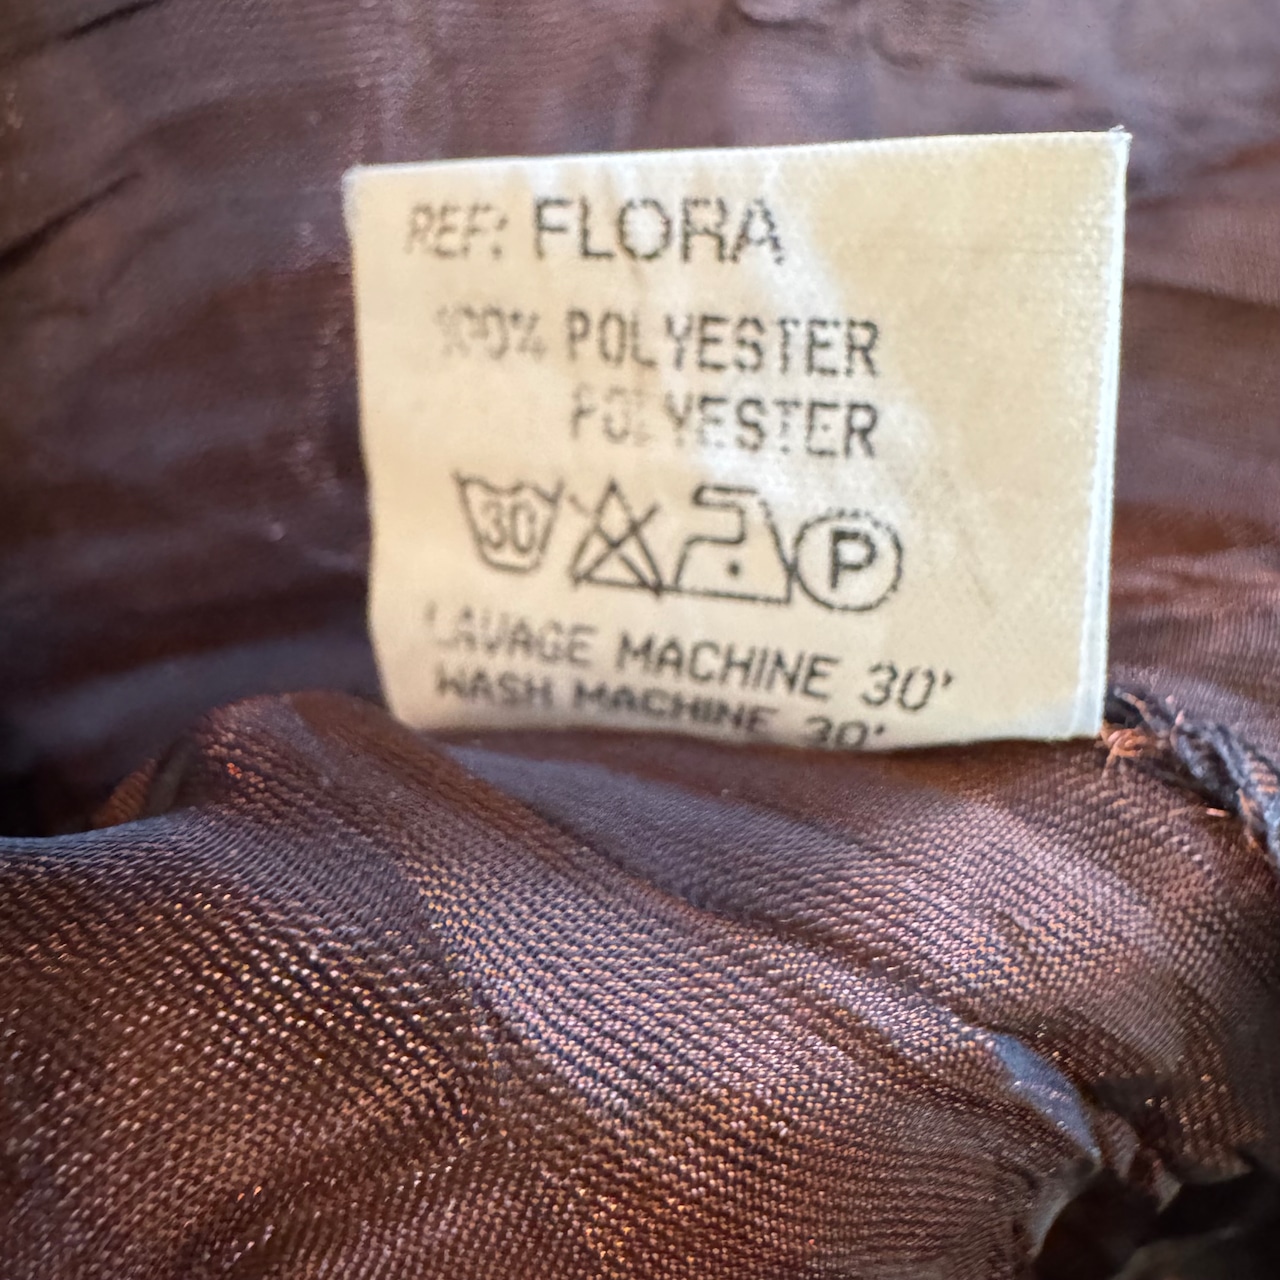 REF: FLORA
100% POLYESTER
POLYESTER
30 P
LAVAGE MACHINE 30'
WASH MACHINE 30'